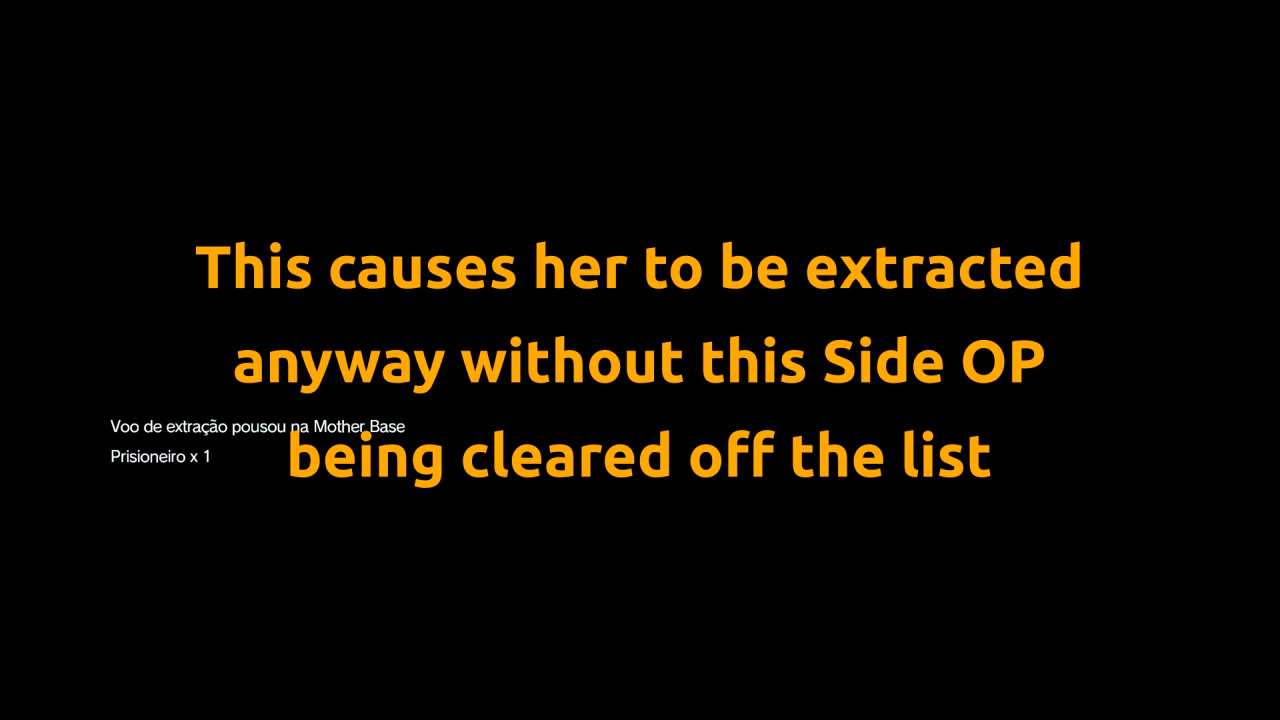 This causes her to be extracted
anyway without this Side OP
being cleared off the list
Voo de extração pousou na Mother Base
Prisioneiro x 1